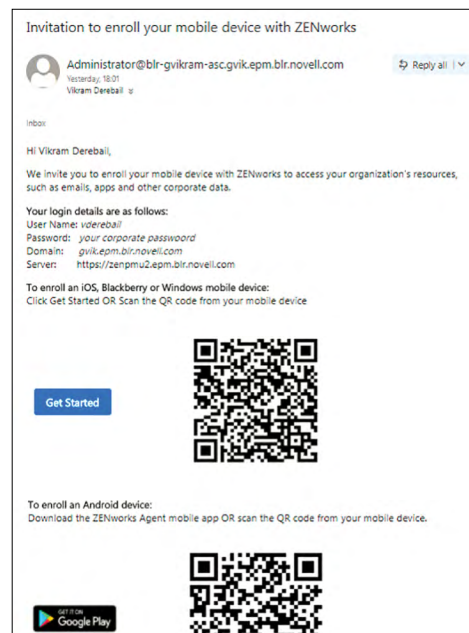 Invitation to enroll your mobile device with ZENworks
Administrator@blr-gvikram-asc.gvik.epm.blr.novell.com
Reply all
Yesterday, 18:01
Vikram Derebail
Inbox
Hi Vikram Derebail,
We invite you to enroll your mobile device with ZENworks to access your organization's resources,
such as emails, apps and other corporate data.
Your login details are as follows:
User Name: vderebail
Password: your corporate passwoord
Domain: gvik.epm.blr.novell.com
Server: https://zenpmu2.epm.blr.novell.com
To enroll an iOS, Blackberry or Windows mobile device:
Click Get Started OR Scan the QR code from your mobile device
Get Started
To enroll an Android device:
Download the ZENworks Agent mobile app OR scan the QR code from your mobile device.
GET IT ON
Google Play